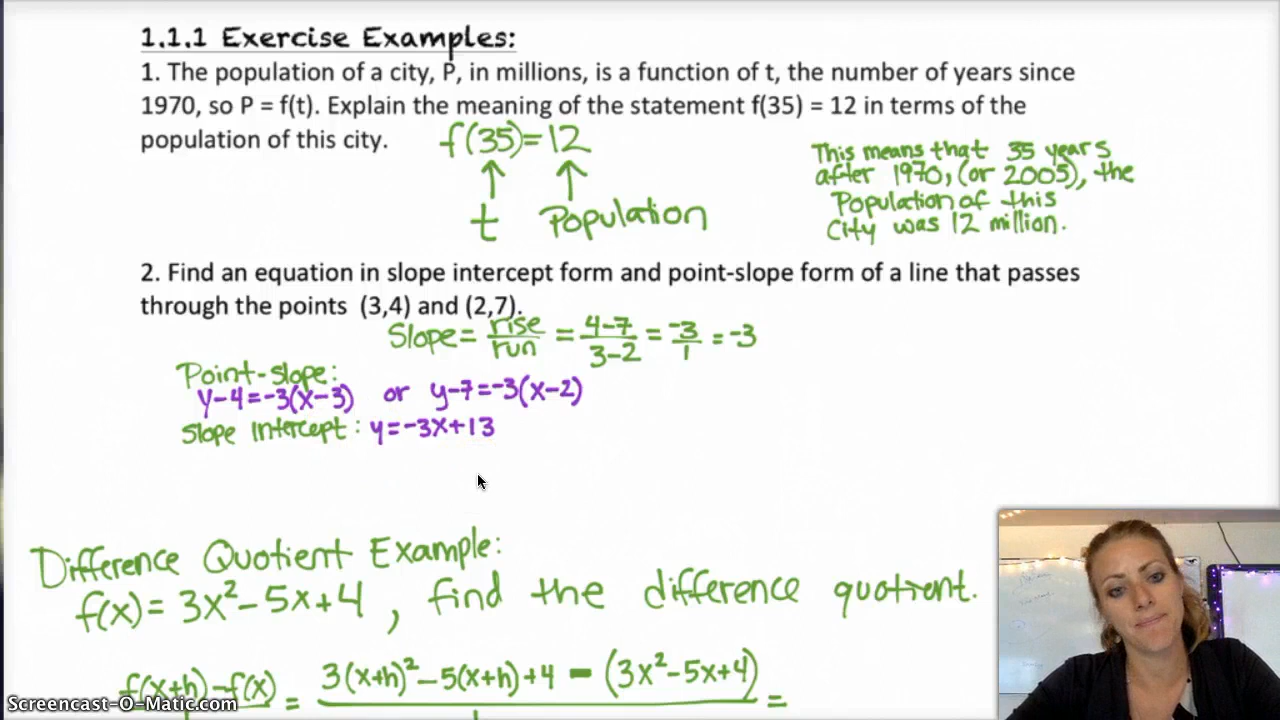 1.1.1 Exercise Examples:
1. The population of a city, P, in millions, is a function of t, the number of years since
1970, so P = f(t). Explain the meaning of the statement f(35) = 12 in terms of the
population of this city.
f(35)=12
t Population
This means that 35 years
after 1970, (or 2005), the
Population of this
City was 12 million.
2. Find an equation in slope intercept form and point-slope form of a line that passes
through the points (3,4) and (2,7).
Slope = rise/run = 4-7/3-2 = -3/1 = -3
Point-slope:
y-4=-3(x-3) or y-7=-3(x-2)
Slope Intercept: y=-3x+13
Difference Quotient Example:
f(x) = 3x²-5x+4, find the difference quotient.
f(x+h)-f(x) = 3(x+h)²-5(x+h)+4 - (3x²-5x+4) =
Screencast-O-Matic.com